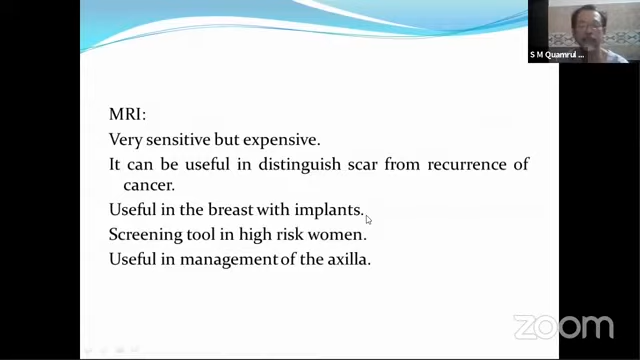 MRI:
Very sensitive but expensive.
It can be useful in distinguish scar from recurrence of
cancer.
Useful in the breast with implants.
Screening tool in high risk women.
Useful in management of the axilla.
S M Quamrul ...
zoom